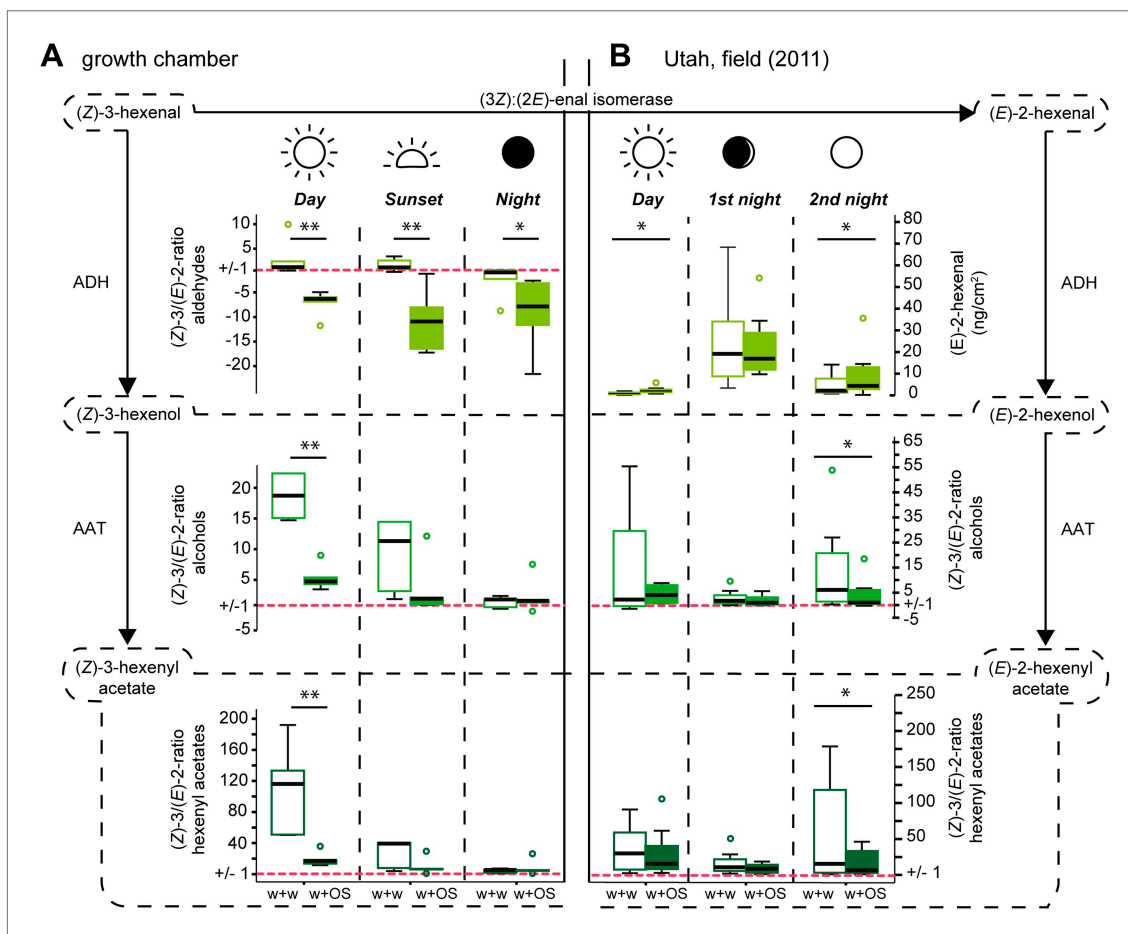 A growth chamber
B Utah, field (2011)
(3Z):(2E)-enal isomerase
(Z)-3-hexenal
(E)-2-hexenal
Day
Sunset
Night
Day
1st night
2nd night
ADH
ADH
(Z)-3/(E)-2-ratio
aldehydes
10
5
+/-1
-5
-10
-15
-20
**
**
*
*
*
80
70
60
50
40
30
20
10
0
(E)-2-hexenal
(ng/cm²)
(Z)-3-hexenol
(E)-2-hexenol
AAT
AAT
(Z)-3/(E)-2-ratio
alcohols
20
15
10
5
+/-1
-5
**
*
65
55
45
35
25
15
5
+/-1
-5
(Z)-3/(E)-2-ratio
alcohols
(Z)-3-hexenyl
acetate
(E)-2-hexenyl
acetate
(Z)-3/(E)-2-ratio
hexenyl acetates
200
160
120
80
40
+/- 1
**
*
250
200
150
100
50
+/- 1
(Z)-3/(E)-2-ratio
hexenyl acetates
w+w w+OS w+w w+OS w+w w+OS
w+w w+OS w+w w+OS w+w w+OS